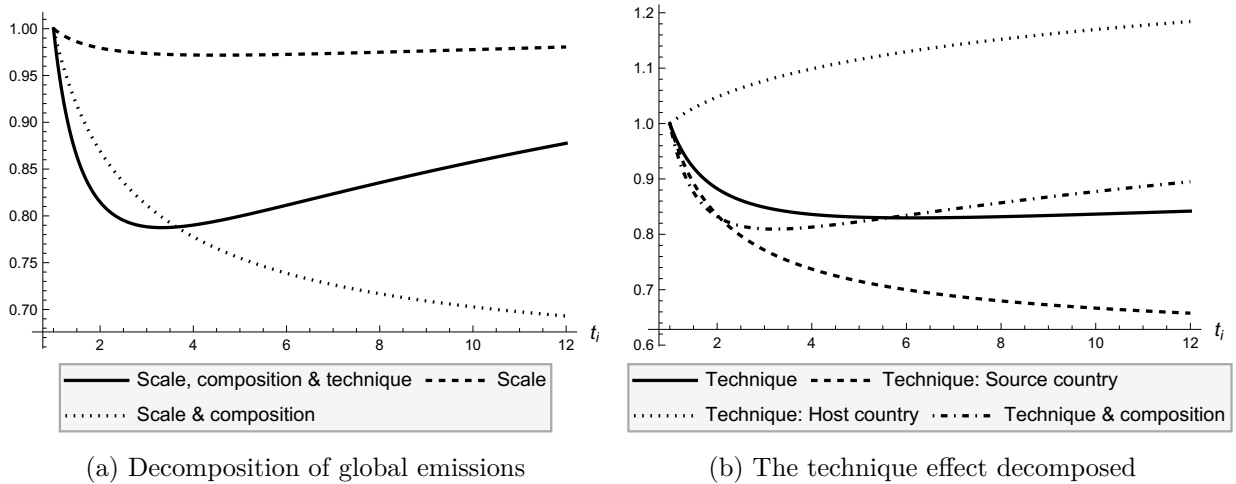 1.00
0.95
0.90
0.85
0.80
0.75
0.70
2 4 6 8 10 12
t_i
Scale, composition & technique Scale
Scale & composition
(a) Decomposition of global emissions
1.2
1.1
1.0
0.9
0.8
0.7
0.6
2 4 6 8 10 12
t_i
Technique Technique: Source country
Technique: Host country Technique & composition
(b) The technique effect decomposed